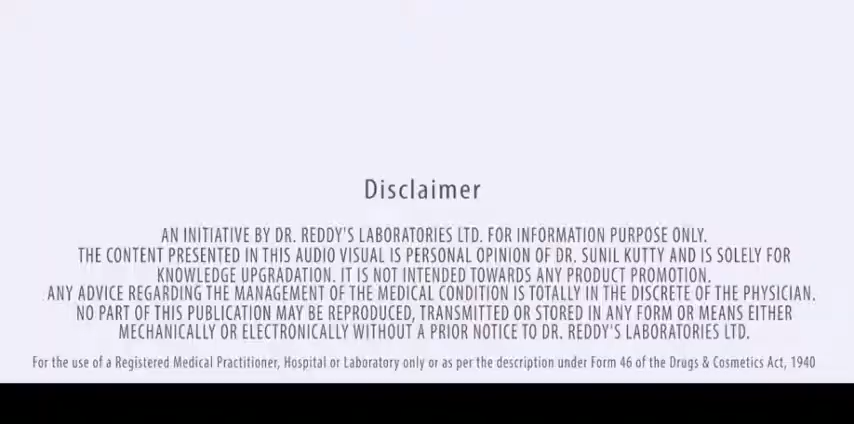 Disclaimer
AN INITIATIVE BY DR. REDDY'S LABORATORIES LTD. FOR INFORMATION PURPOSE ONLY.
THE CONTENT PRESENTED IN THIS AUDIO VISUAL IS PERSONAL OPINION OF DR. SUNIL KUTTY AND IS SOLELY FOR
KNOWLEDGE UPGRADATION. IT IS NOT INTENDED TOWARDS ANY PRODUCT PROMOTION.
ANY ADVICE REGARDING THE MANAGEMENT OF THE MEDICAL CONDITION IS TOTALLY IN THE DISCRETE OF THE PHYSICIAN.
NO PART OF THIS PUBLICATION MAY BE REPRODUCED, TRANSMITTED OR STORED IN ANY FORM OR MEANS EITHER
MECHANICALLY OR ELECTRONICALLY WITHOUT A PRIOR NOTICE TO DR. REDDY'S LABORATORIES LTD.
For the use of a Registered Medical Practitioner, Hospital or Laboratory only or as per the description under Form 46 of the Drugs & Cosmetics Act, 1940